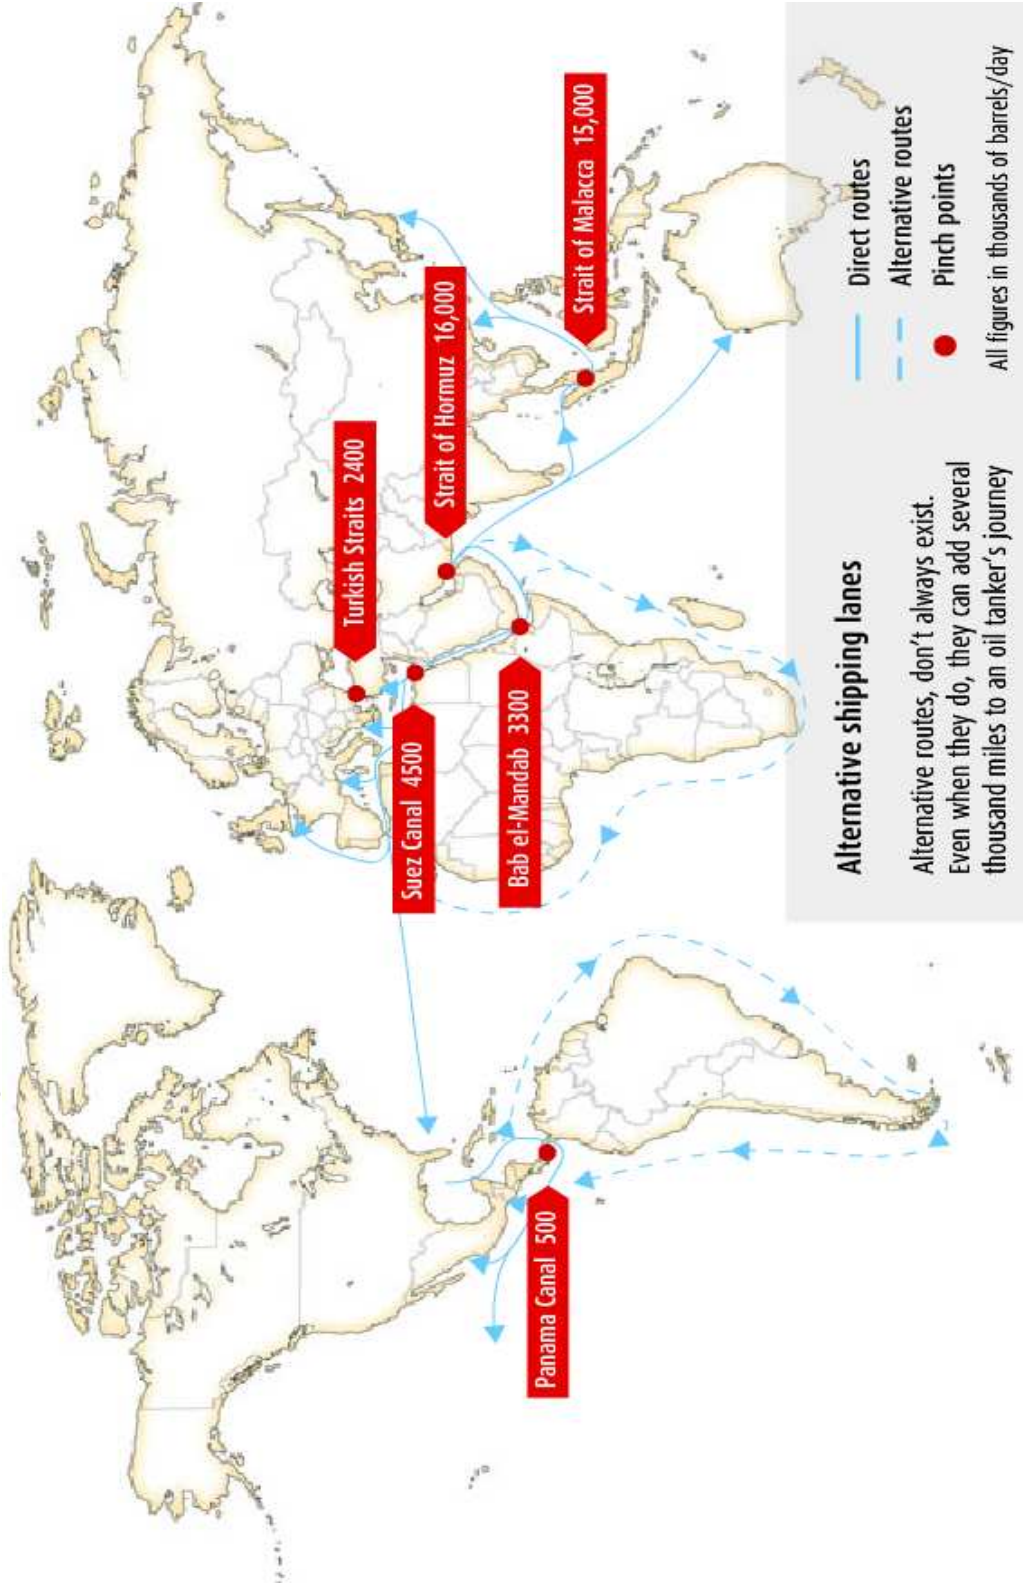 Turkish Straits 2400
Strait of Hormuz 16,000
Strait of Malacca 15,000
Suez Canal 4500
Bab el-Mandab 3300
Panama Canal 500
Alternative shipping lanes
Alternative routes, don't always exist.
Even when they do, they can add several
thousand miles to an oil tanker's journey
Direct routes
Alternative routes
Pinch points
All figures in thousands of barrels/day